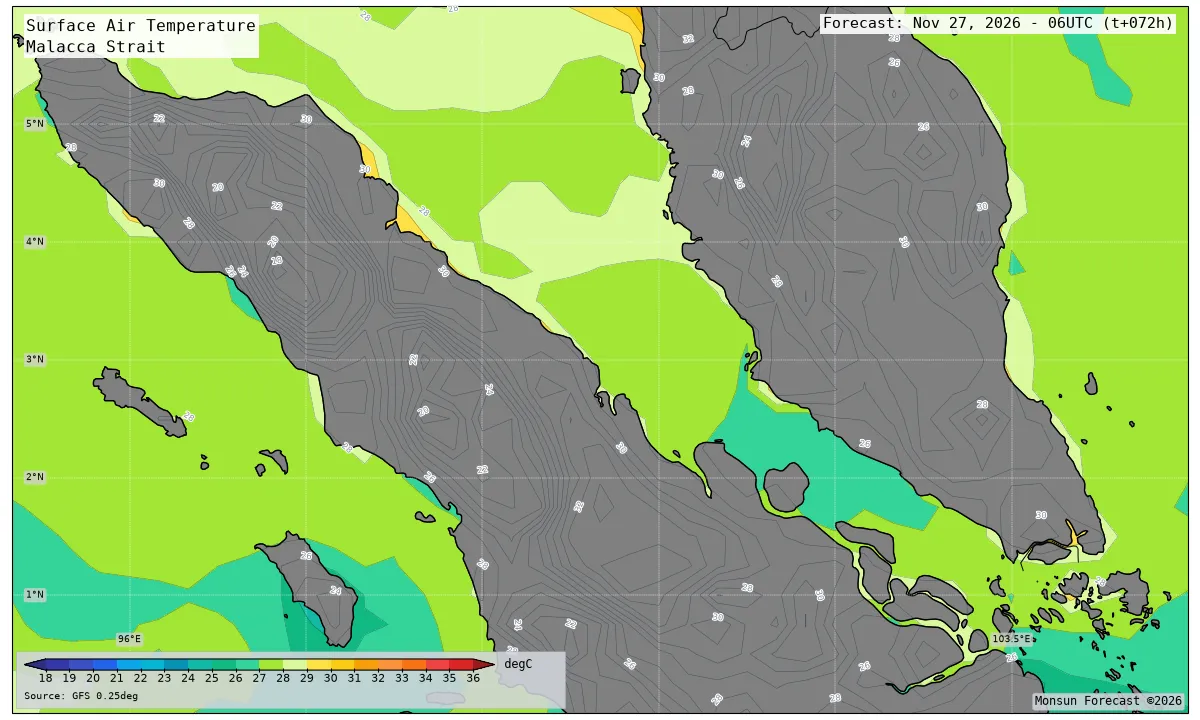 Surface Air Temperature
Malacca Strait
Forecast: Nov 27, 2026 - 06UTC (t+072h)
5°N
4°N
3°N
2°N
1°N
96°E
103.5°E
degC
18 19 20 21 22 23 24 25 26 27 28 29 30 31 32 33 34 35 36
Source: GFS 0.25deg
Monsun Forecast ©2026